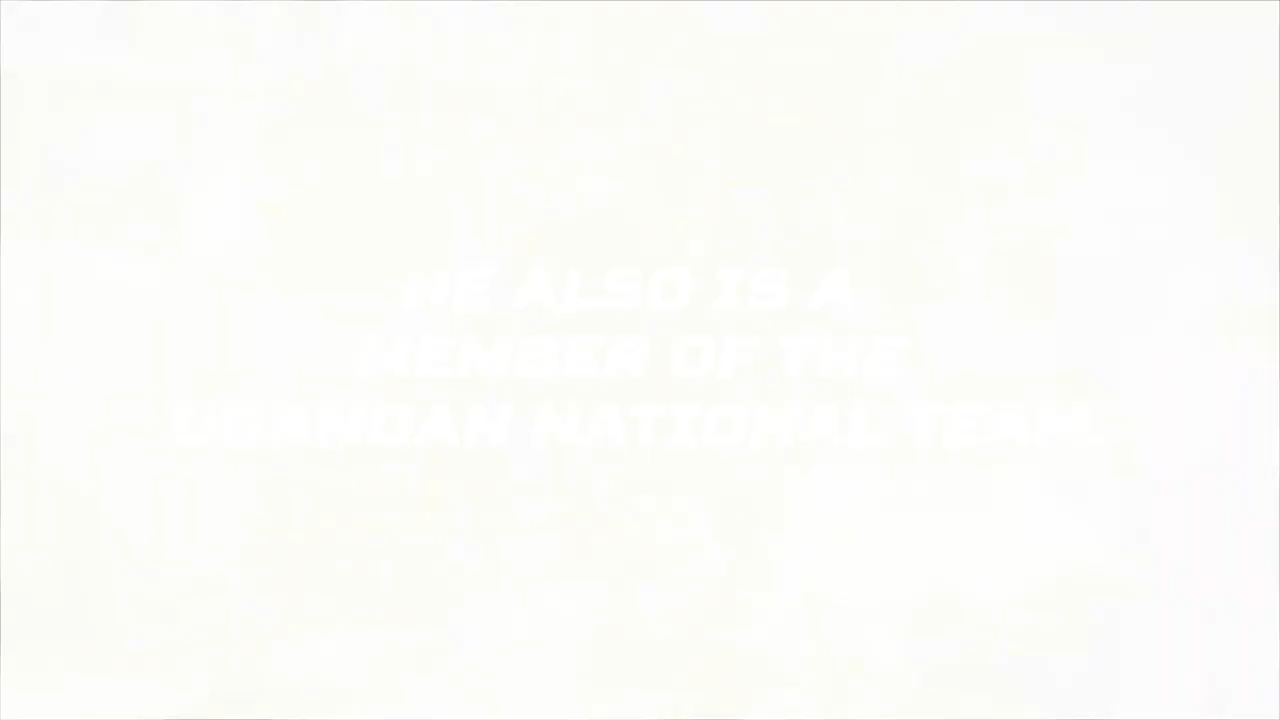 HE ALSO IS A
MEMBER OF THE
UGANDAN NATIONAL TEAM.